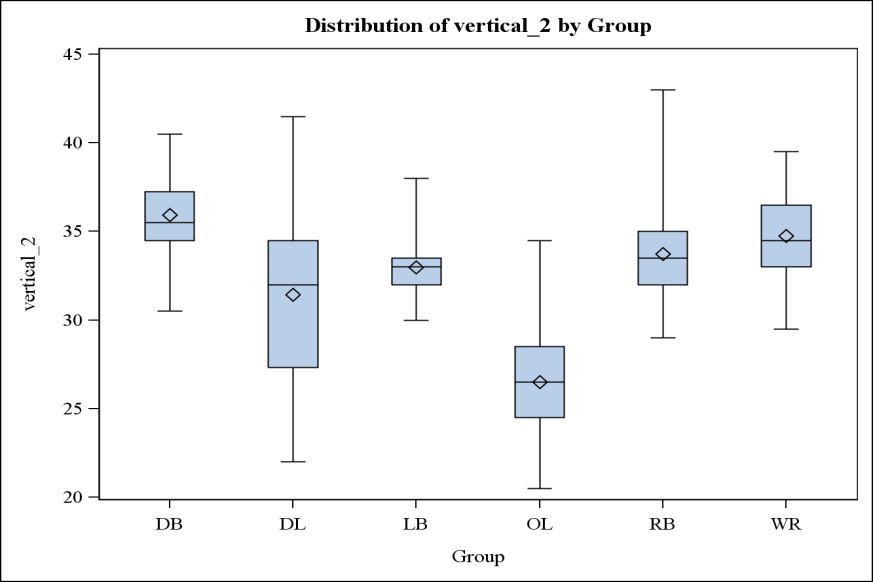 Distribution of vertical_2 by Group
45
40
35
30
25
20
vertical_2
DB DL LB OL RB WR
Group